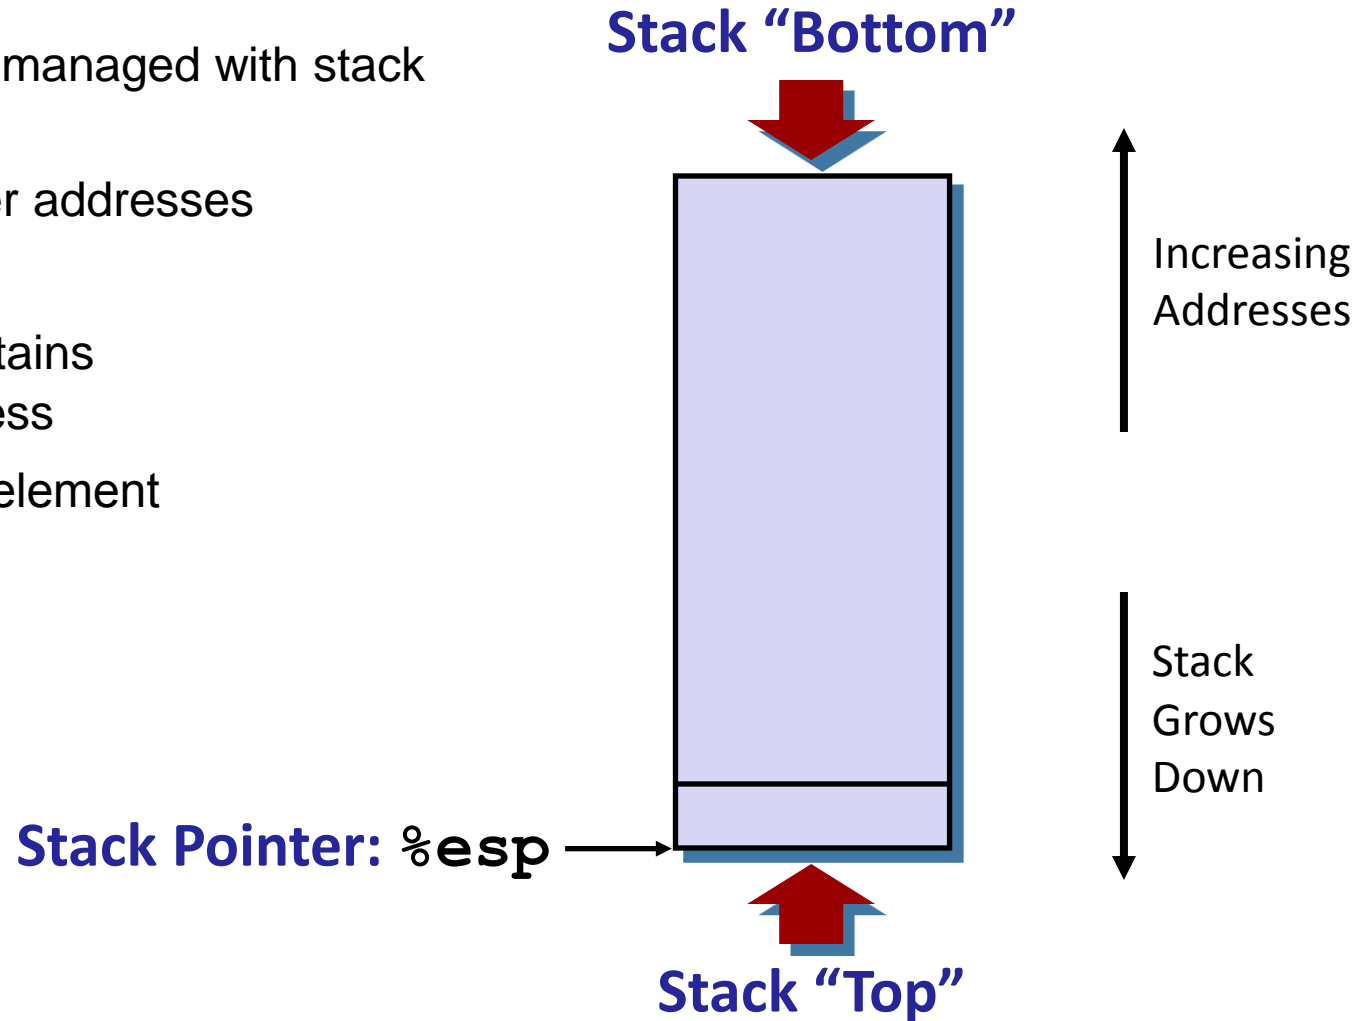 Stack “Bottom”
managed with stack
er addresses
tains
ess
element
Increasing
Addresses
Stack
Grows
Down
Stack Pointer: %esp
Stack “Top”